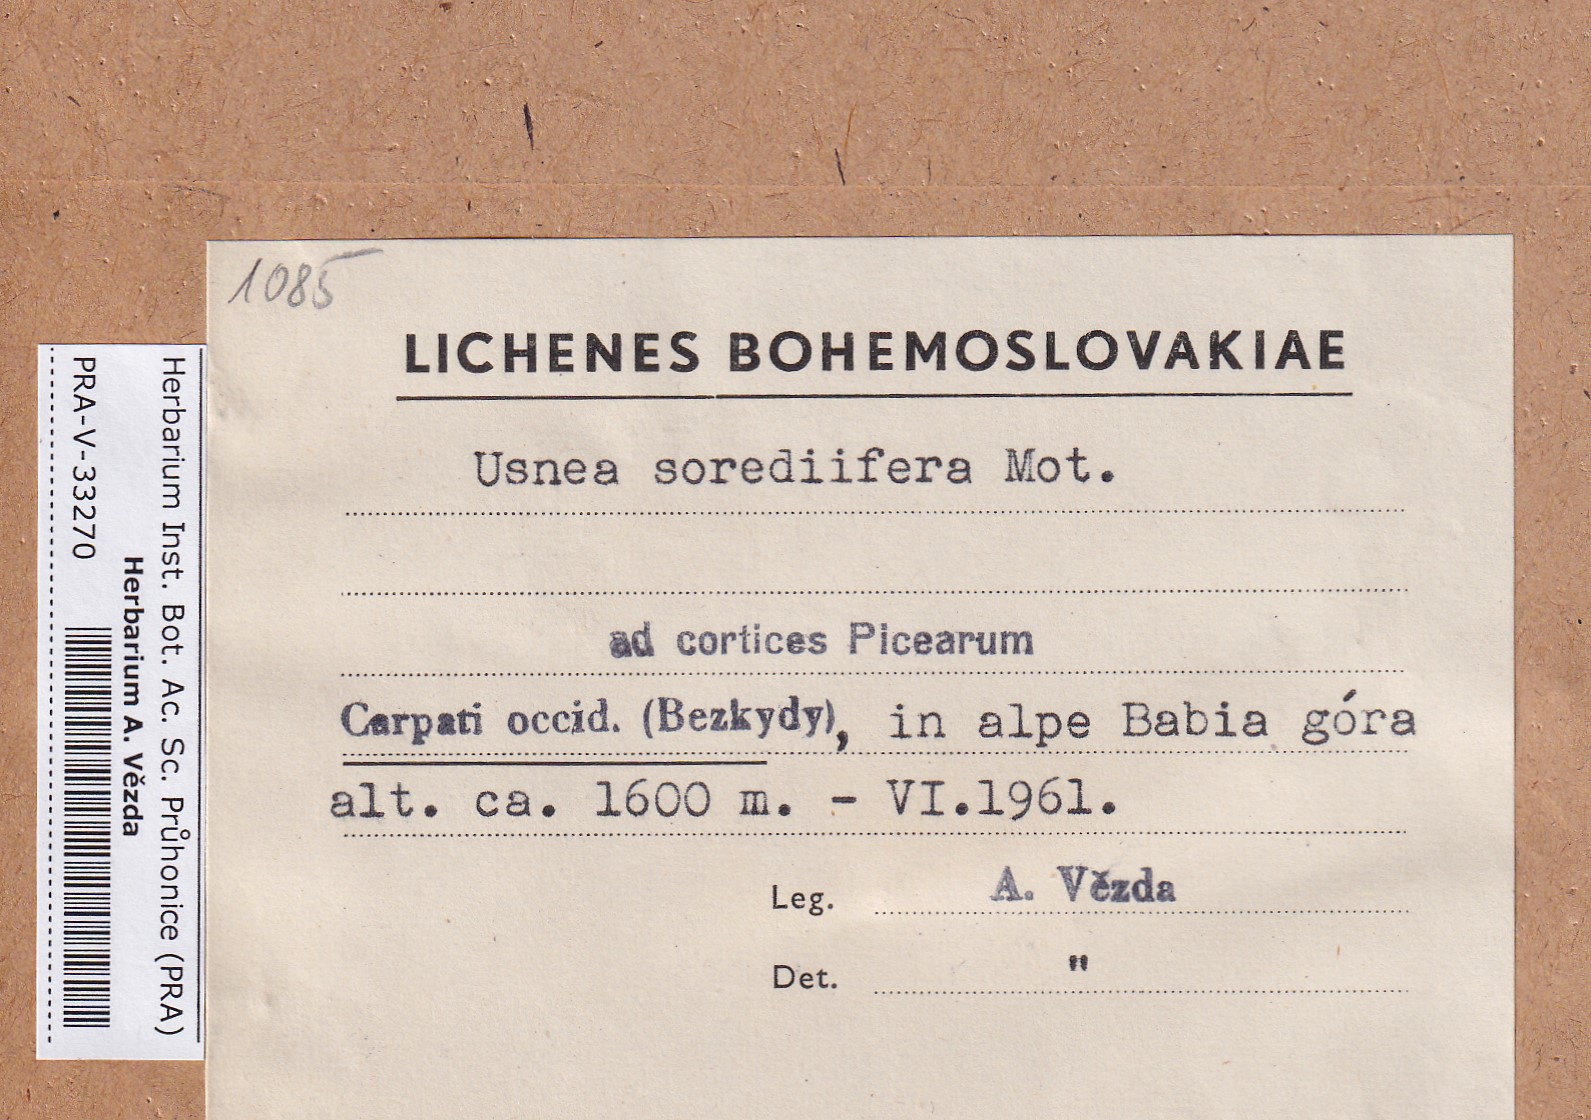 1085
LICHENES BOHEMOSLOVAKIAE
Usnea sorediifera Mot.
ad cortices Picearum
Carpati occid. (Bezkydy), in alpe Babia góra
alt. ca. 1600 m. - VI.1961.
Leg. A. Vězda
Det. "
Herbarium Inst. Bot. Ac. Sc. Průhonice (PRA)
Herbarium A. Vězda
PRA-V-33270